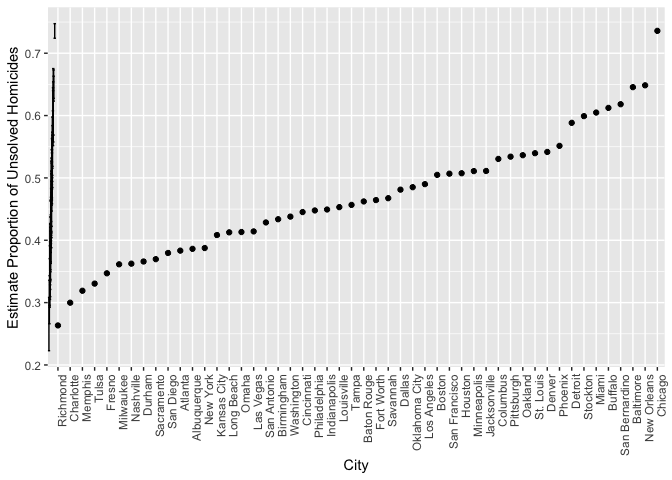 Estimate Proportion of Unsolved Homicides
0.7
0.6
0.5
0.4
0.3
0.2
Richmond
Charlotte
Memphis
Tulsa
Fresno
Milwaukee
Nashville
Durham
Sacramento
San Diego
Atlanta
Albuquerque
New York
Kansas City
Long Beach
Omaha
Las Vegas
San Antonio
Birmingham
Washington
Cincinnati
Philadelphia
Indianapolis
Louisville
Tampa
Baton Rouge
Fort Worth
Savannah
Dallas
Oklahoma City
Los Angeles
Boston
San Francisco
Houston
Minneapolis
Jacksonville
Columbus
Pittsburgh
Oakland
St. Louis
Denver
Phoenix
Detroit
Stockton
Miami
Buffalo
San Bernardino
Baltimore
New Orleans
Chicago
City